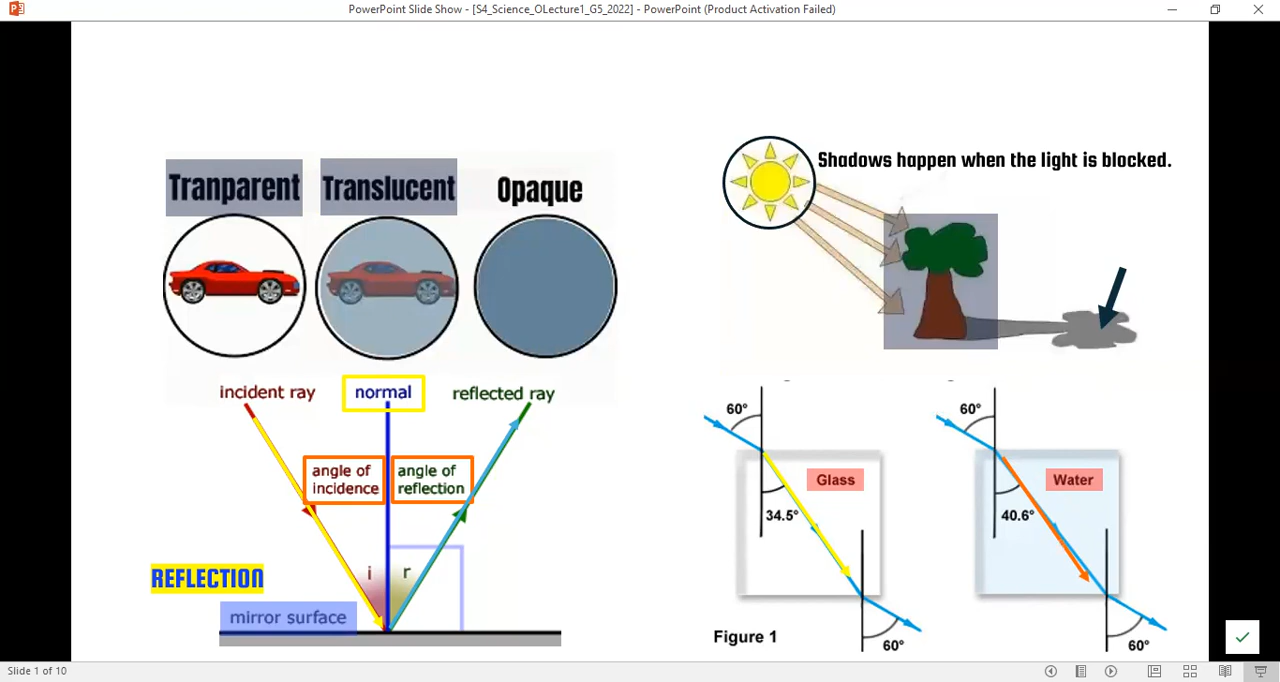 PowerPoint Slide Show - [S4_Science_OLecture1_G5_2022] - PowerPoint (Product Activation Failed)
Tranparent
Translucent
Opaque
Shadows happen when the light is blocked.
incident ray
normal
reflected ray
angle of
incidence
angle of
reflection
i
r
REFLECTION
mirror surface
60°
Glass
34.5°
60°
60°
Water
40.6°
60°
Figure 1
Slide 1 of 10